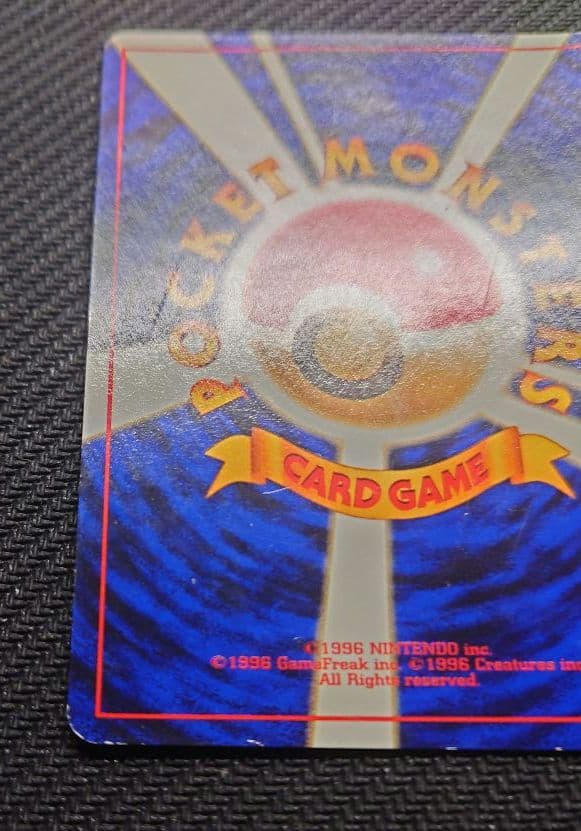 POCKET MONSTERS
CARD GAME
©1996 NINTENDO inc.
©1996 GameFreak inc. ©1996 Creatures inc
All Rights reserved.